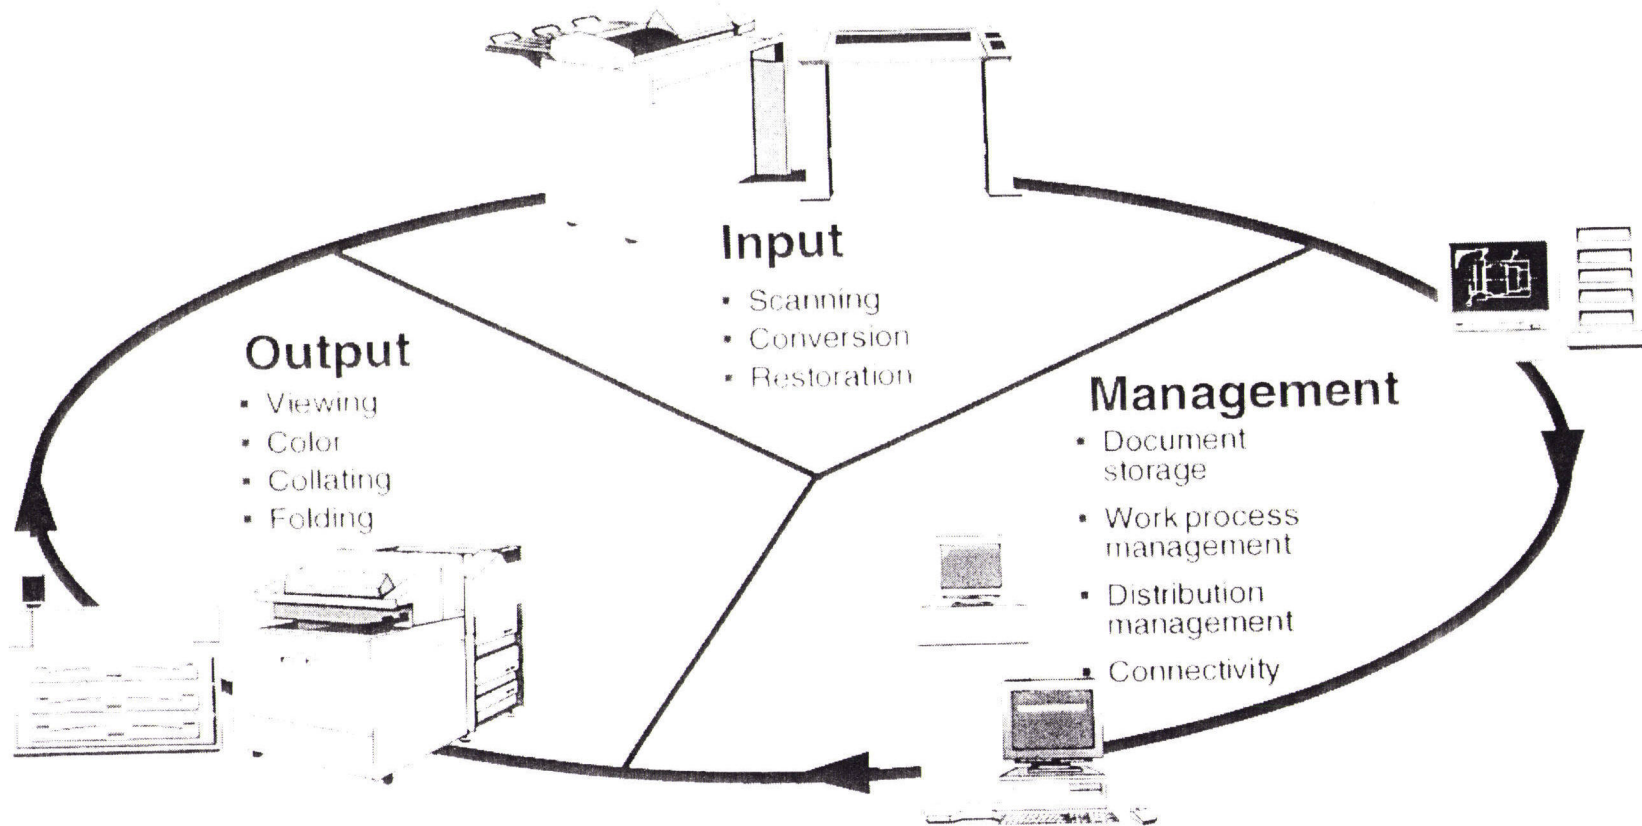 Input
▪ Scanning
▪ Conversion
▪ Restoration
Output
▪ Viewing
▪ Color
▪ Collating
▪ Folding
Management
▪ Document
storage
▪ Work process
management
▪ Distribution
management
▪ Connectivity